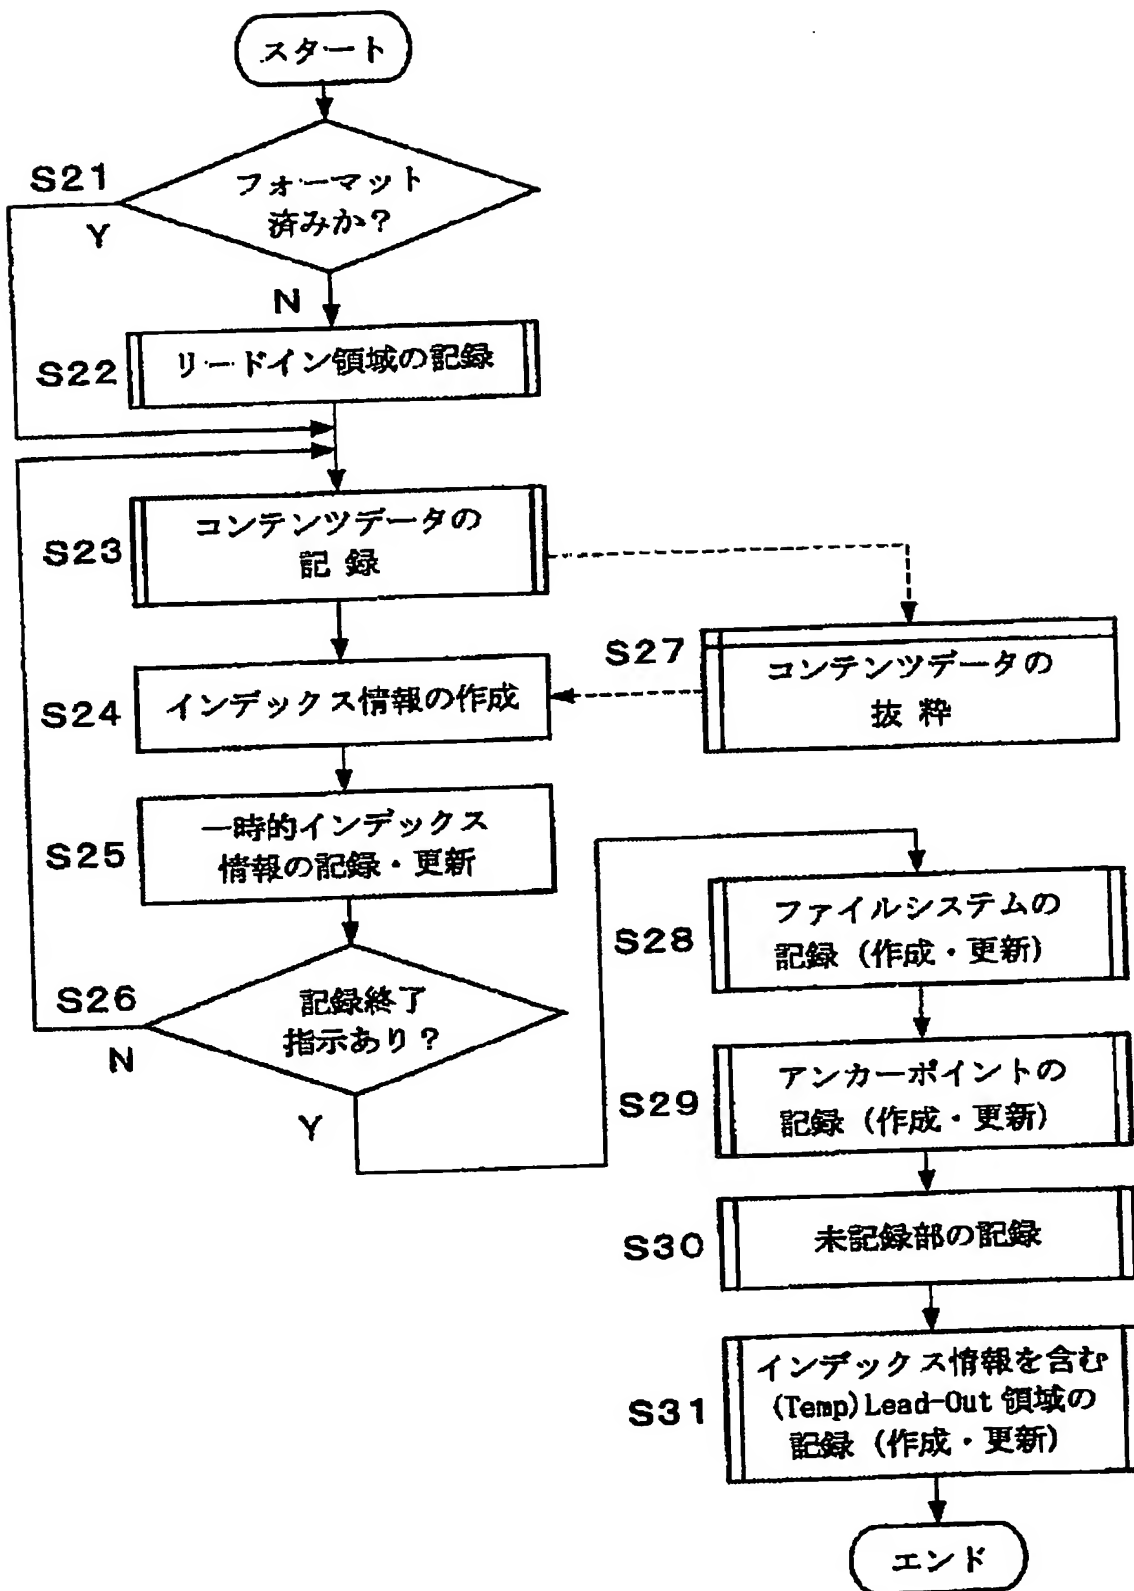 スタート
S21
フォーマット
済みか？
Y
N
S22
リードイン領域の記録
S23
コンテンツデータの
記 録
S27
コンテンツデータの
抜 粋
S24
インデックス情報の作成
S25
一時的インデックス
情報の記録・更新
S26
記録終了
指示あり？
N
Y
S28
ファイルシステムの
記録（作成・更新）
S29
アンカーポイントの
記録（作成・更新）
S30
未記録部の記録
S31
インデックス情報を含む
(Temp)Lead-Out 領域の
記録（作成・更新）
エンド